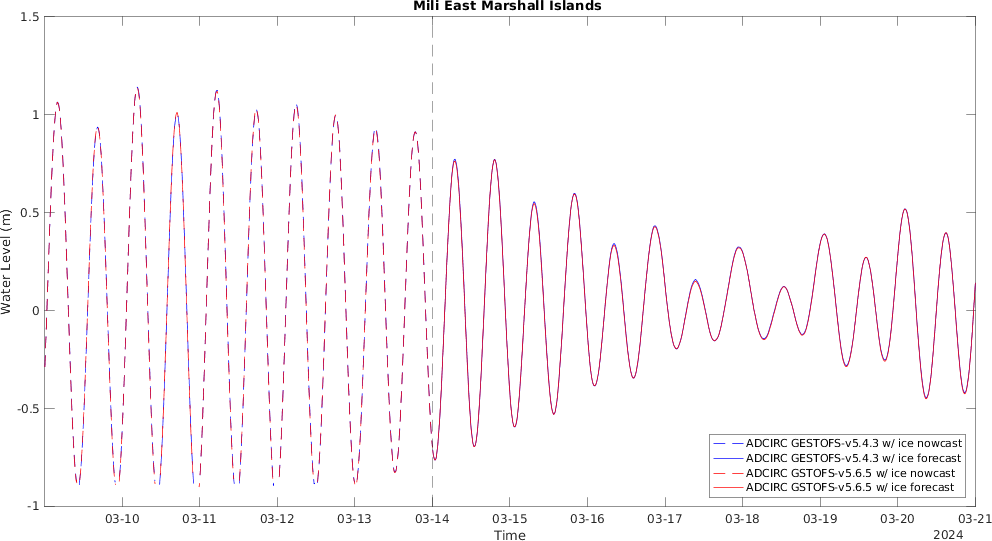 Mili East Marshall Islands
1.5
1
0.5
0
-0.5
-1
Water Level (m)
ADCIRC GESTOFS-v5.4.3 w/ ice nowcast
ADCIRC GESTOFS-v5.4.3 w/ ice forecast
ADCIRC GSTOFS-v5.6.5 w/ ice nowcast
ADCIRC GSTOFS-v5.6.5 w/ ice forecast
03-10 03-11 03-12 03-13 03-14 03-15 03-16 03-17 03-18 03-19 03-20 03-21
Time
2024